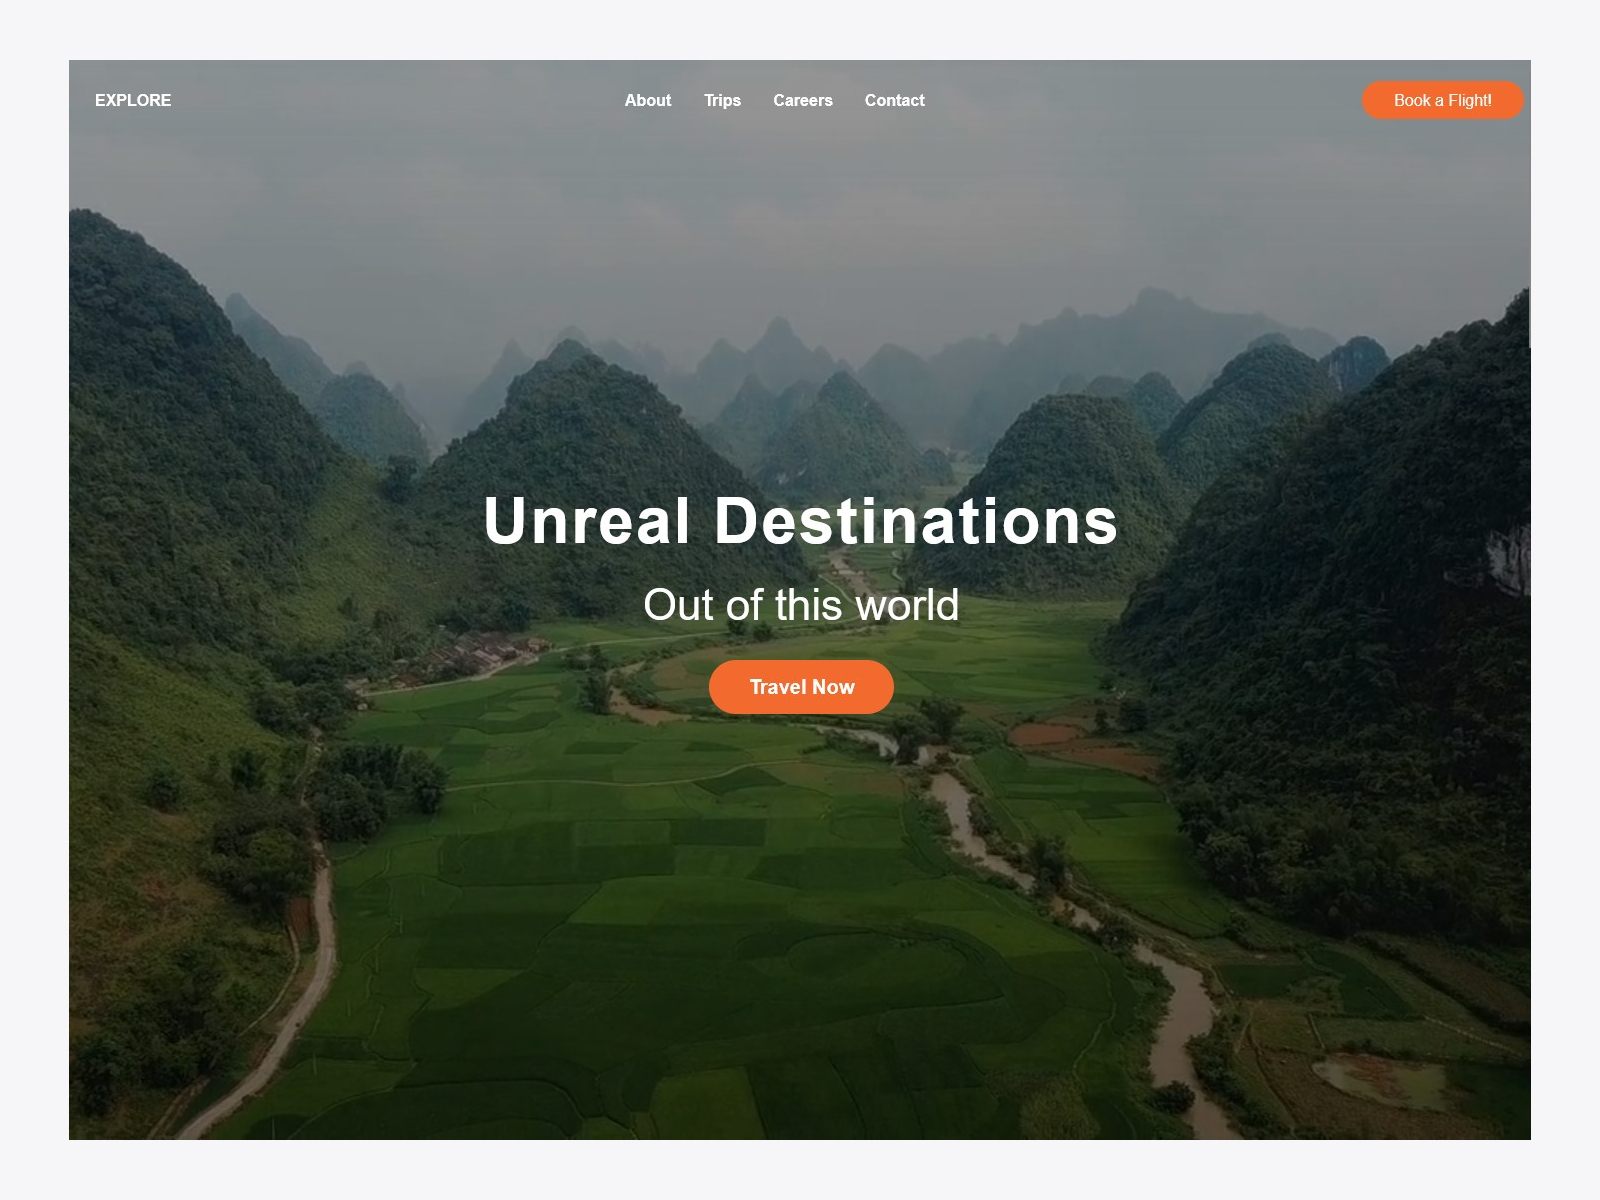 EXPLORE
About Trips Careers Contact
Book a Flight!
Unreal Destinations
Out of this world
Travel Now